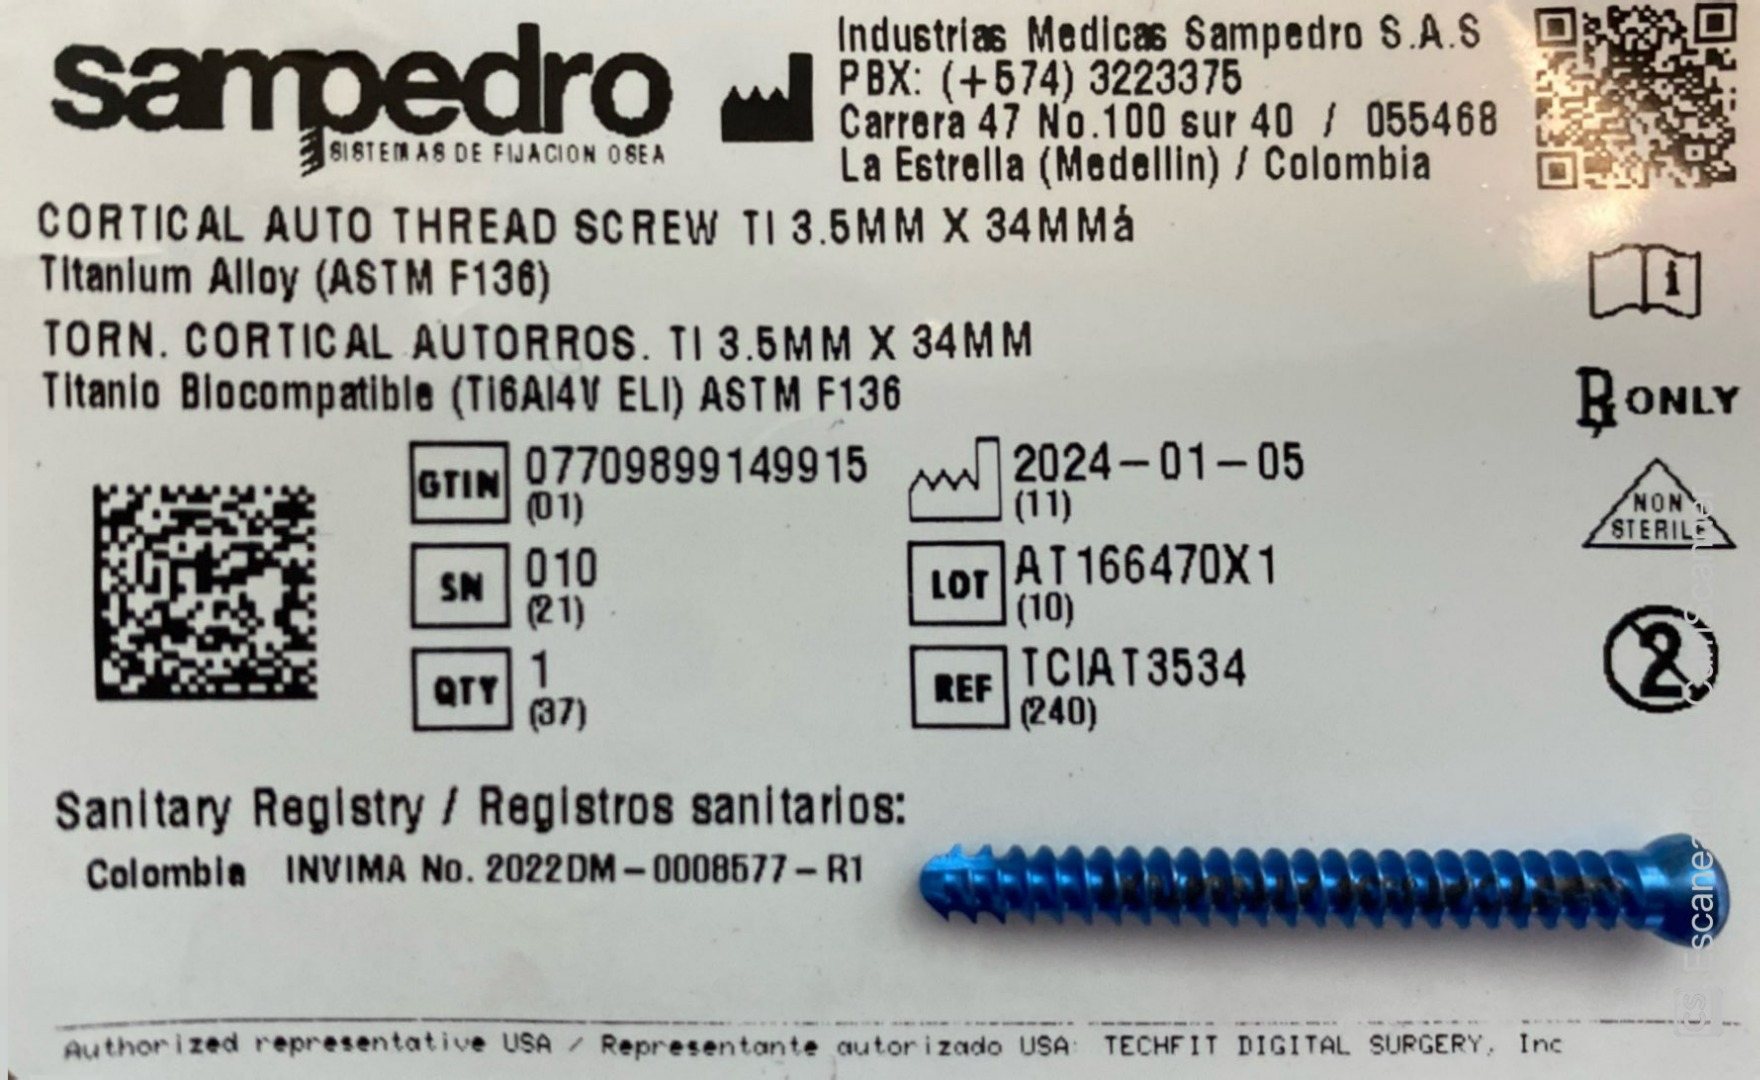 sampedro
SISTEMAS DE FIJACION OSEA
Industrias Medicas Sampedro S.A.S
PBX: (+574) 3223375
Carrera 47 No.100 sur 40 / 055468
La Estrella (Medellin) / Colombia
CORTICAL AUTO THREAD SCREW TI 3.5MM X 34MMá
Titanium Alloy (ASTM F136)
TORN. CORTICAL AUTORROS. TI 3.5MM X 34MM
Titanio Biocompatible (Ti6Al4V ELI) ASTM F136
i
℞ ONLY
GTIN 07709899149915
(01)
2024-01-05
(11)
NON
STERILE
SN 010
(21)
LOT AT166470X1
(10)
QTY 1
(37)
REF TCIAT3534
(240)
2
Sanitary Registry / Registros sanitarios:
Colombia INVIMA No. 2022DM-0008577-R1
Authorized representative USA / Representante autorizado USA: TECHFIT DIGITAL SURGERY, Inc
CS Escaneado con CamScanner